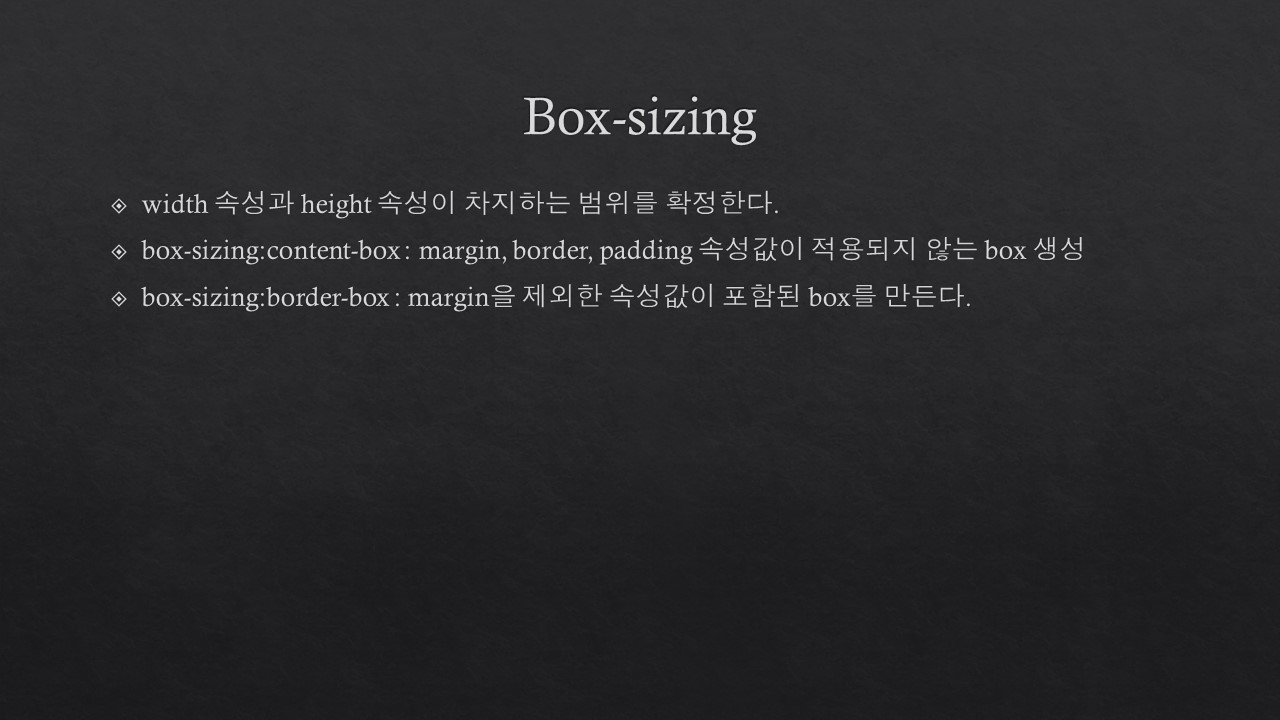 Box-sizing
width 속성과 height 속성이 차지하는 범위를 확정한다.
box-sizing:content-box : margin, border, padding 속성값이 적용되지 않는 box 생성
box-sizing:border-box : margin을 제외한 속성값이 포함된 box를 만든다.